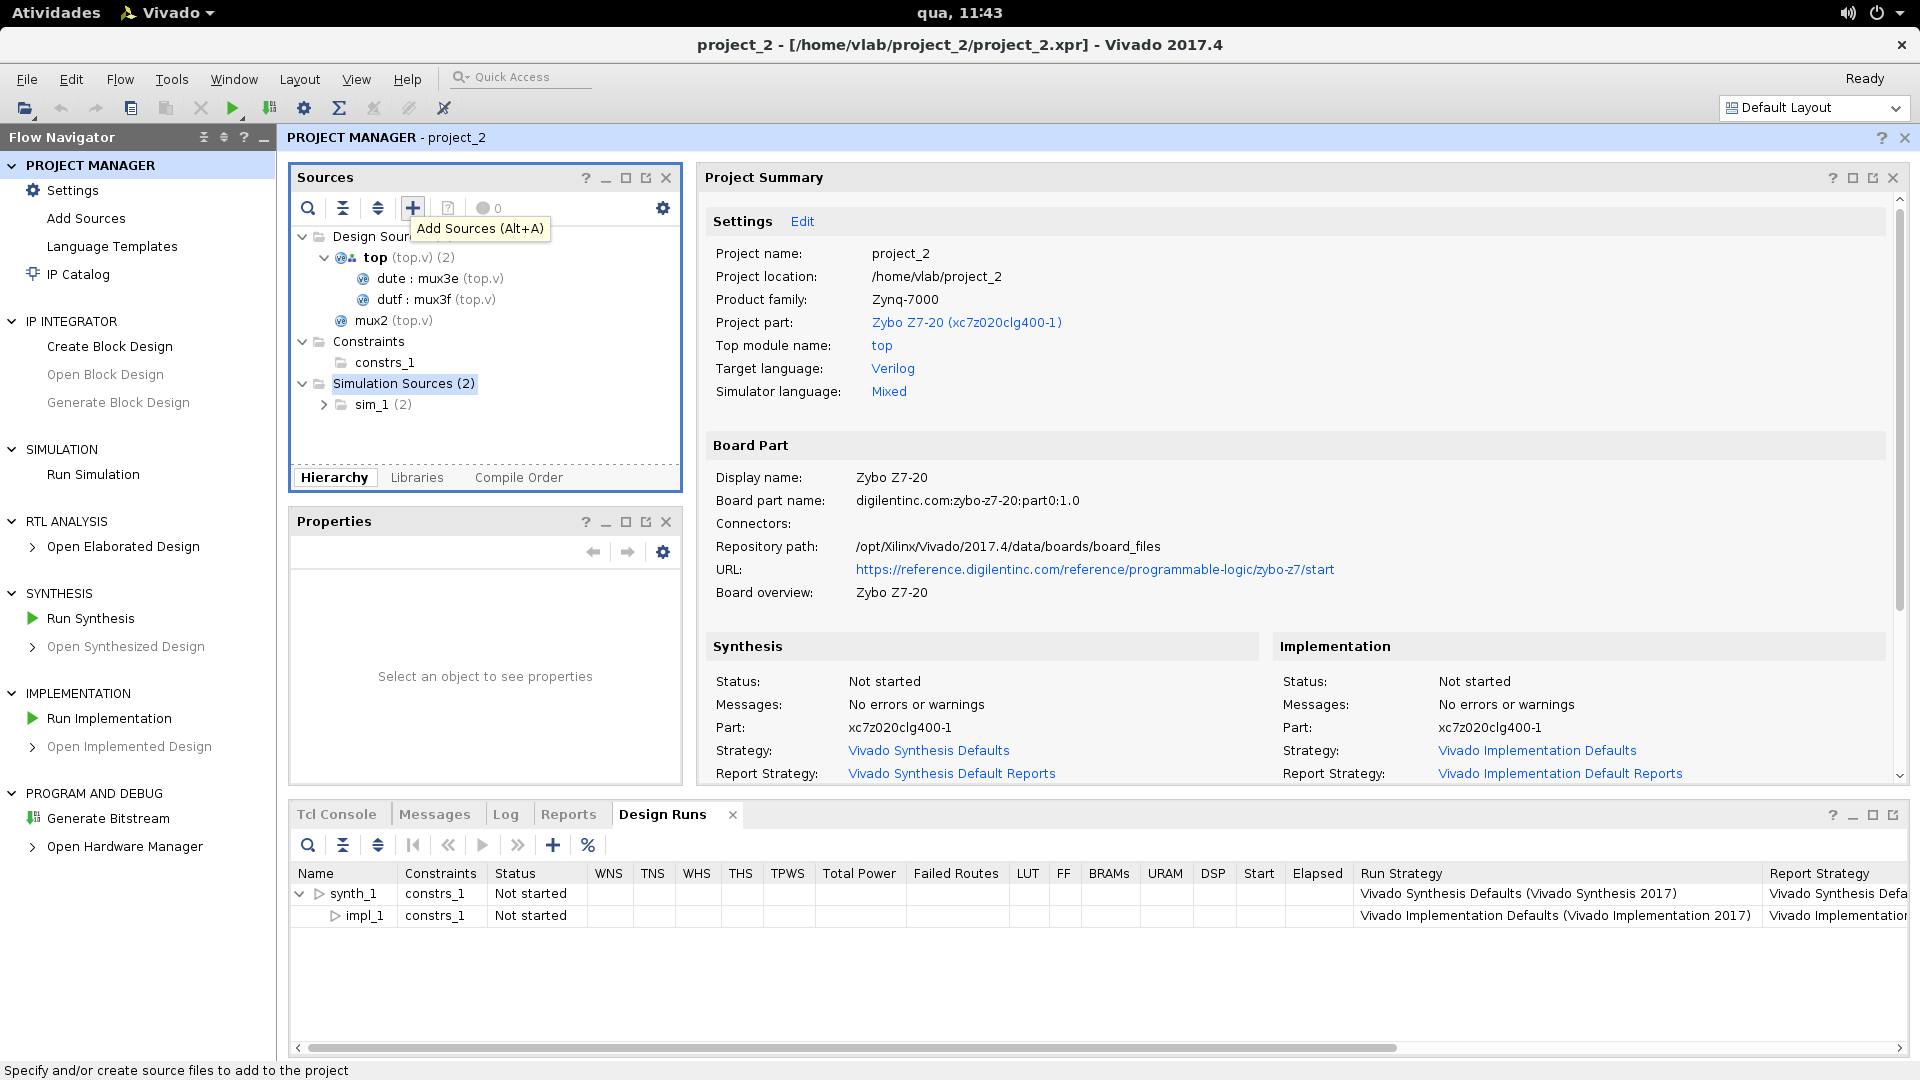 Atividades Vivado qua, 11:43
project_2 - [/home/vlab/project_2/project_2.xpr] - Vivado 2017.4
File Edit Flow Tools Window Layout View Help Quick Access Ready
Default Layout
Flow Navigator
PROJECT MANAGER - project_2
PROJECT MANAGER
Settings
Add Sources
Language Templates
IP Catalog
IP INTEGRATOR
Create Block Design
Open Block Design
Generate Block Design
SIMULATION
Run Simulation
RTL ANALYSIS
Open Elaborated Design
SYNTHESIS
Run Synthesis
Open Synthesized Design
IMPLEMENTATION
Run Implementation
Open Implemented Design
PROGRAM AND DEBUG
Generate Bitstream
Open Hardware Manager
Sources
0
Add Sources (Alt+A)
Design Sour
top (top.v) (2)
dute : mux3e (top.v)
dutf : mux3f (top.v)
mux2 (top.v)
Constraints
constrs_1
Simulation Sources (2)
sim_1 (2)
Hierarchy Libraries Compile Order
Properties
Select an object to see properties
Project Summary
Settings Edit
Project name: project_2
Project location: /home/vlab/project_2
Product family: Zynq-7000
Project part: Zybo Z7-20 (xc7z020clg400-1)
Top module name: top
Target language: Verilog
Simulator language: Mixed
Board Part
Display name: Zybo Z7-20
Board part name: digilentinc.com:zybo-z7-20:part0:1.0
Connectors:
Repository path: /opt/Xilinx/Vivado/2017.4/data/boards/board_files
URL: https://reference.digilentinc.com/reference/programmable-logic/zybo-z7/start
Board overview: Zybo Z7-20
Synthesis
Status: Not started
Messages: No errors or warnings
Part: xc7z020clg400-1
Strategy: Vivado Synthesis Defaults
Report Strategy: Vivado Synthesis Default Reports
Implementation
Status: Not started
Messages: No errors or warnings
Part: xc7z020clg400-1
Strategy: Vivado Implementation Defaults
Report Strategy: Vivado Implementation Default Reports
Tcl Console Messages Log Reports Design Runs
Name Constraints Status WNS TNS WHS THS TPWS Total Power Failed Routes LUT FF BRAMs URAM DSP Start Elapsed Run Strategy Report Strategy
synth_1 constrs_1 Not started Vivado Synthesis Defaults (Vivado Synthesis 2017) Vivado Synthesis Defa
impl_1 constrs_1 Not started Vivado Implementation Defaults (Vivado Implementation 2017) Vivado Implementation
Specify and/or create source files to add to the project